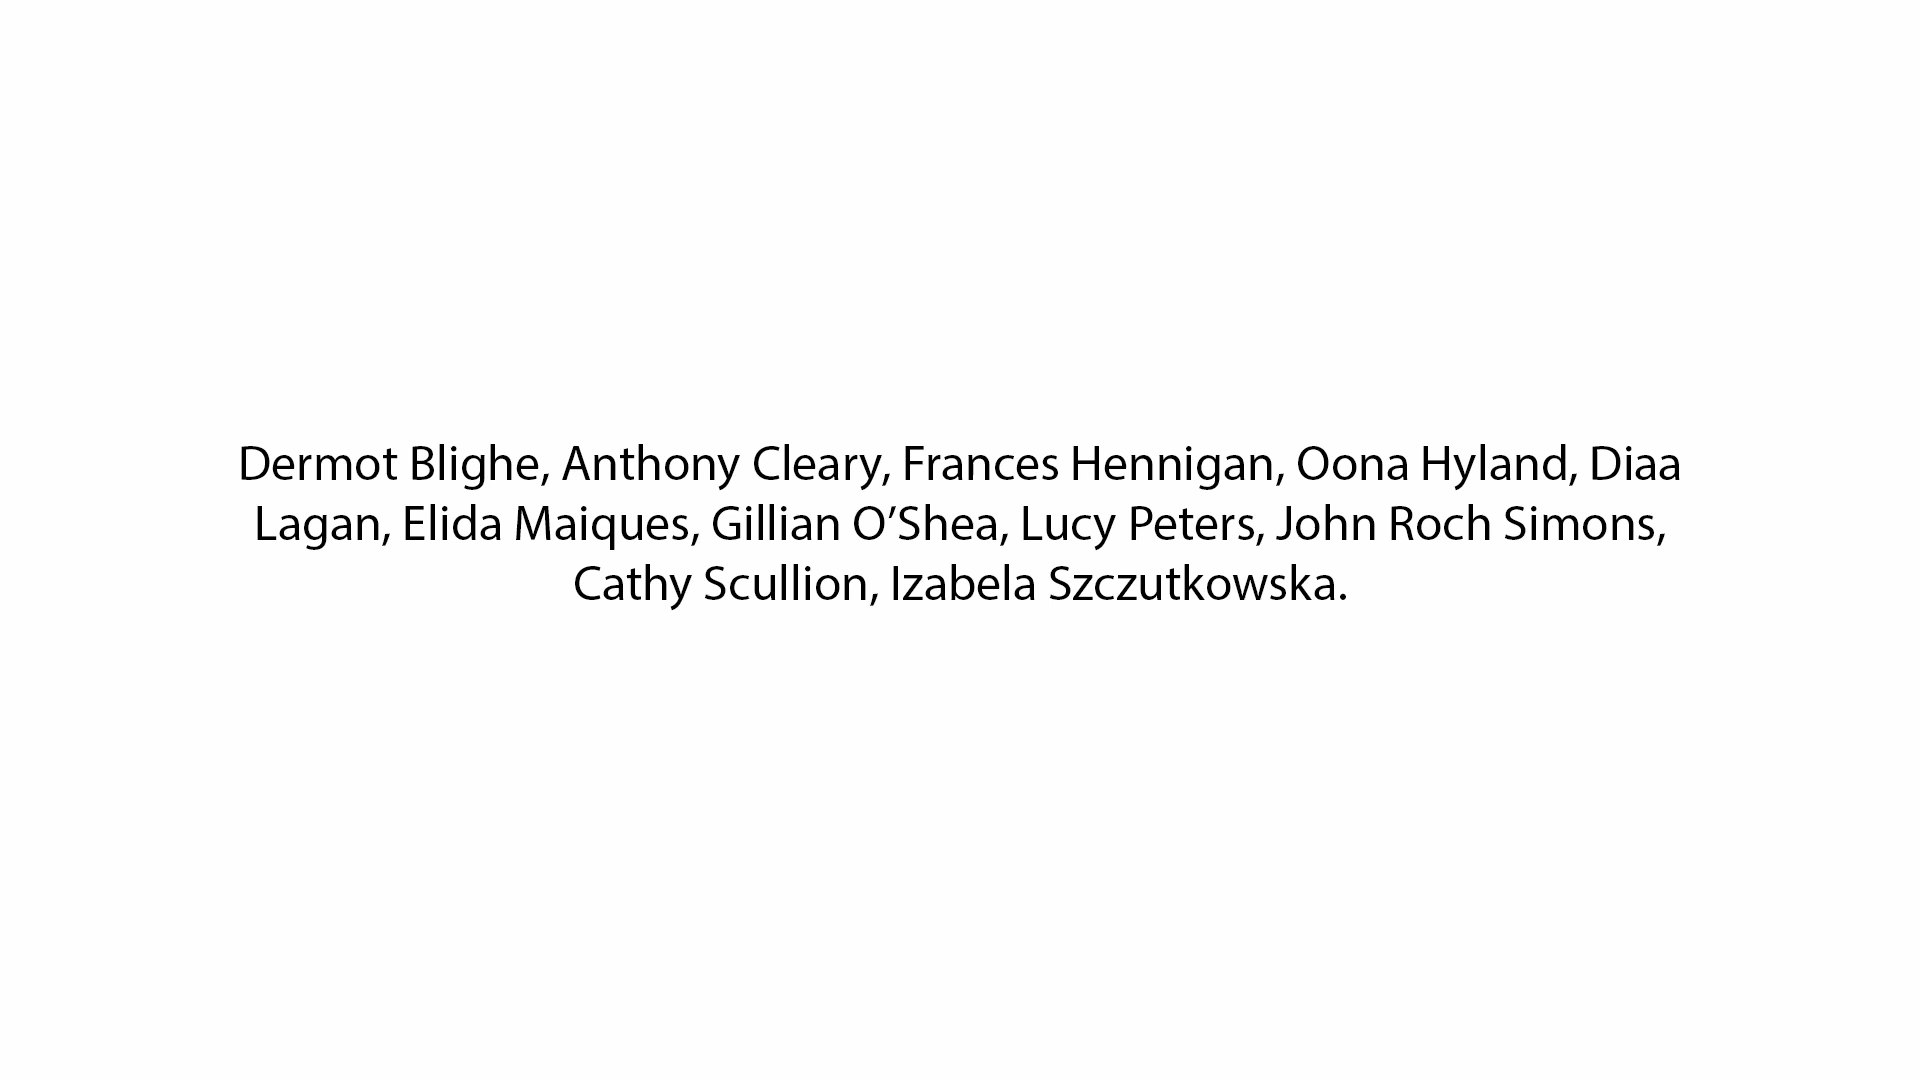 Dermot Blighe, Anthony Cleary, Frances Hennigan, Oona Hyland, Diaa
Lagan, Elida Maiques, Gillian O’Shea, Lucy Peters, John Roch Simons,
Cathy Scullion, Izabela Szczutkowska.